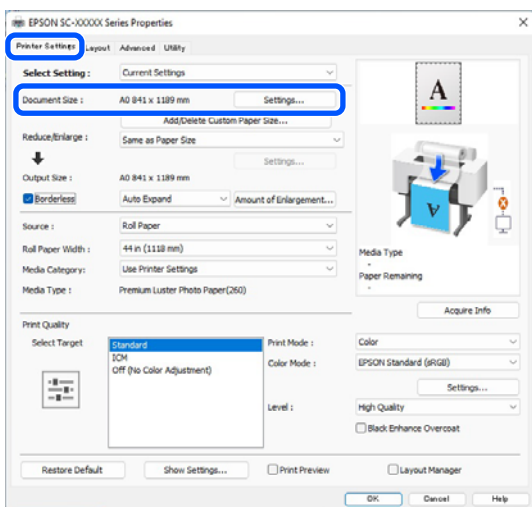 EPSON SC-XXXXX Series Properties
Printer Settings Layout Advanced Utility
Select Setting : Current Settings
Document Size : A0 841 x 1189 mm Settings...
Add/Delete Custom Paper Size...
Reduce/Enlarge : Same as Paper Size
Settings...
Output Size : A0 841 x 1189 mm
Borderless Auto Expand Amount of Enlargement...
Source : Roll Paper
Roll Paper Width : 44 in (1118 mm)
Media Category: Use Printer Settings
Media Type : Premium Luster Photo Paper(260)
A
A
Media Type
-
Paper Remaining
-
Acquire Info
Print Quality
Select Target
Standard
ICM
Off (No Color Adjustment)
Print Mode : Color
Color Mode : EPSON Standard (sRGB)
Settings...
Level : High Quality
Black Enhance Overcoat
Restore Default Show Settings... Print Preview Layout Manager
OK Cancel Help